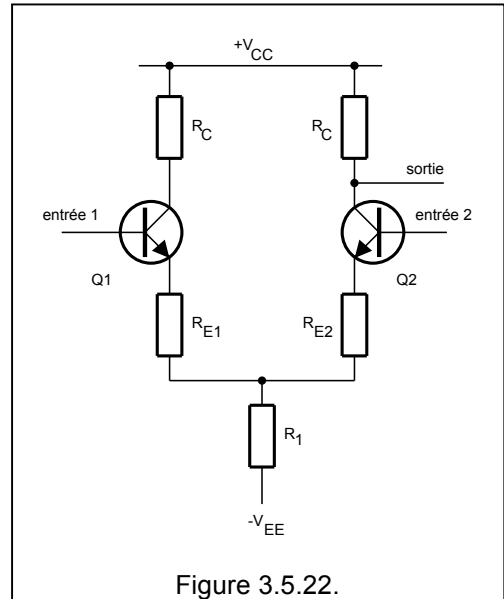 +VCC
RC RC
sortie
entrée 1 entrée 2
Q1 Q2
RE1 RE2
R1
-VEE
Figure 3.5.22.